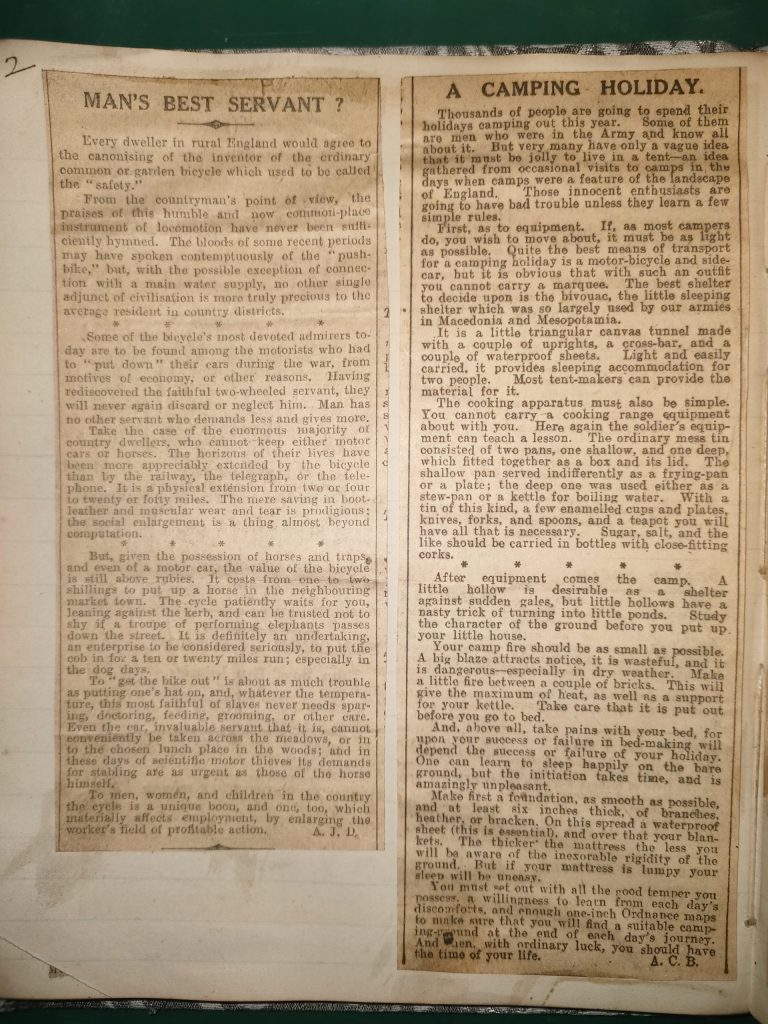 2
MAN'S BEST SERVANT ?
Every dweller in rural England would agree to
the canonising of the inventor of the ordinary
common or garden bicycle which used to be called
the "safety."
From the countryman's point of view, the
praises of this humble and now common-place
instrument of locomotion have never been suffi-
ciently hymned. The bloods of some recent periods
may have spoken contemptuously of the "push-
bike," but, with the possible exception of connec-
tion with a main water supply, no other single
adjunct of civilisation is more truly precious to the
average resident in country districts.
* * * * *
Some of the bicycle's most devoted admirers to-
day are to be found among the motorists who had
to "put down" their cars during the war, from
motives of economy, or other reasons. Having
rediscovered the faithful two-wheeled servant, they
will never again discard or neglect him. Man has
no other servant who demands less and gives more.
Take the case of the enormous majority of
country dwellers, who cannot keep either motor
cars or horses. The horizons of their lives have
been more appreciably extended by the bicycle
than by the railway, the telegraph, or the tele-
phone. It is a physical extension from two or four
to twenty or forty miles. The mere saving in boot-
leather and muscular wear and tear is prodigious;
the social enlargement is a thing almost beyond
computation.
* * * * *
But, given the possession of horses and traps,
and even of a motor car, the value of the bicycle
is still above rubies. It costs from one to two
shillings to put up a horse in the neighbouring
market town. The cycle patiently waits for you,
leaning against the kerb, and can be trusted not to
shy if a troupe of performing elephants passes
down the street. It is definitely an undertaking,
an enterprise to be considered seriously, to put the
cob in for a ten or twenty miles run; especially in
the dog days.
To "get the bike out" is about as much trouble
as putting one's hat on, and, whatever the tempera-
ture, this most faithful of slaves never needs spar-
ing, doctoring, feeding, grooming, or other care.
Even the car, invaluable servant that it is, cannot
conveniently be taken across the meadows, or in
to the chosen lunch place in the woods; and in
these days of scientific motor thieves its demands
for stabling are as urgent as those of the horse
himself.
To men, women, and children in the country
the cycle is a unique boon, and one, too, which
materially affects employment, by enlarging the
worker's field of profitable action. A. J. D.
A CAMPING HOLIDAY.
Thousands of people are going to spend their
holidays camping out this year. Some of them
are men who were in the Army and know all
about it. But very many have only a vague idea
that it must be jolly to live in a tent—an idea
gathered from occasional visits to camps in the
days when camps were a feature of the landscape
of England. Those innocent enthusiasts are
going to have bad trouble unless they learn a few
simple rules.
First, as to equipment. If, as most campers
do, you wish to move about, it must be as light
as possible. Quite the best means of transport
for a camping holiday is a motor-bicycle and side-
car, but it is obvious that with such an outfit
you cannot carry a marquee. The best shelter
to decide upon is the bivouac, the little sleeping
shelter which was so largely used by our armies
in Macedonia and Mesopotamia.
It is a little triangular canvas tunnel made
with a couple of uprights, a cross-bar, and a
couple of waterproof sheets. Light and easily
carried, it provides sleeping accommodation for
two people. Most tent-makers can provide the
material for it.
The cooking apparatus must also be simple.
You cannot carry a cooking range equipment
about with you. Here again the soldier's equip-
ment can teach a lesson. The ordinary mess tin
consisted of two pans, one shallow, and one deep,
which fitted together as a box and its lid. The
shallow pan served indifferently as a frying-pan
or a plate; the deep one was used either as a
stew-pan or a kettle for boiling water. With a
tin of this kind, a few enamelled cups and plates,
knives, forks, and spoons, and a teapot you will
have all that is necessary. Sugar, salt, and the
like should be carried in bottles with close-fitting
corks.
* * * * *
After equipment comes the camp. A
little hollow is desirable as a shelter
against sudden gales, but little hollows have a
nasty trick of turning into little ponds. Study
the character of the ground before you put up
your little house.
Your camp fire should be as small as possible.
A big blaze attracts notice, it is wasteful, and it
is dangerous—especially in dry weather. Make
a little fire between a couple of bricks. This will
give the maximum of heat, as well as a support
for your kettle. Take care that it is put out
before you go to bed.
And, above all, take pains with your bed, for
upon your success or failure in bed-making will
depend the success or failure of your holiday.
One can learn to sleep happily on the bare
ground, but the initiation takes time, and is
amazingly unpleasant.
Make first a foundation, as smooth as possible,
and at least six inches thick, of branches,
heather, or bracken. On this spread a waterproof
sheet (this is essential), and over that your blan-
kets. The thicker the mattress the less you
will be aware of the inexorable rigidity of the
ground. But if your mattress is lumpy your
sleep will be uneasy.
You must set out with all the good temper you
possess, a willingness to learn from each day's
discomforts, and enough one-inch Ordnance maps
to make sure that you will find a suitable camp-
ing-ground at the end of each day's journey.
And then, with ordinary luck, you should have
the time of your life. A. C. B.